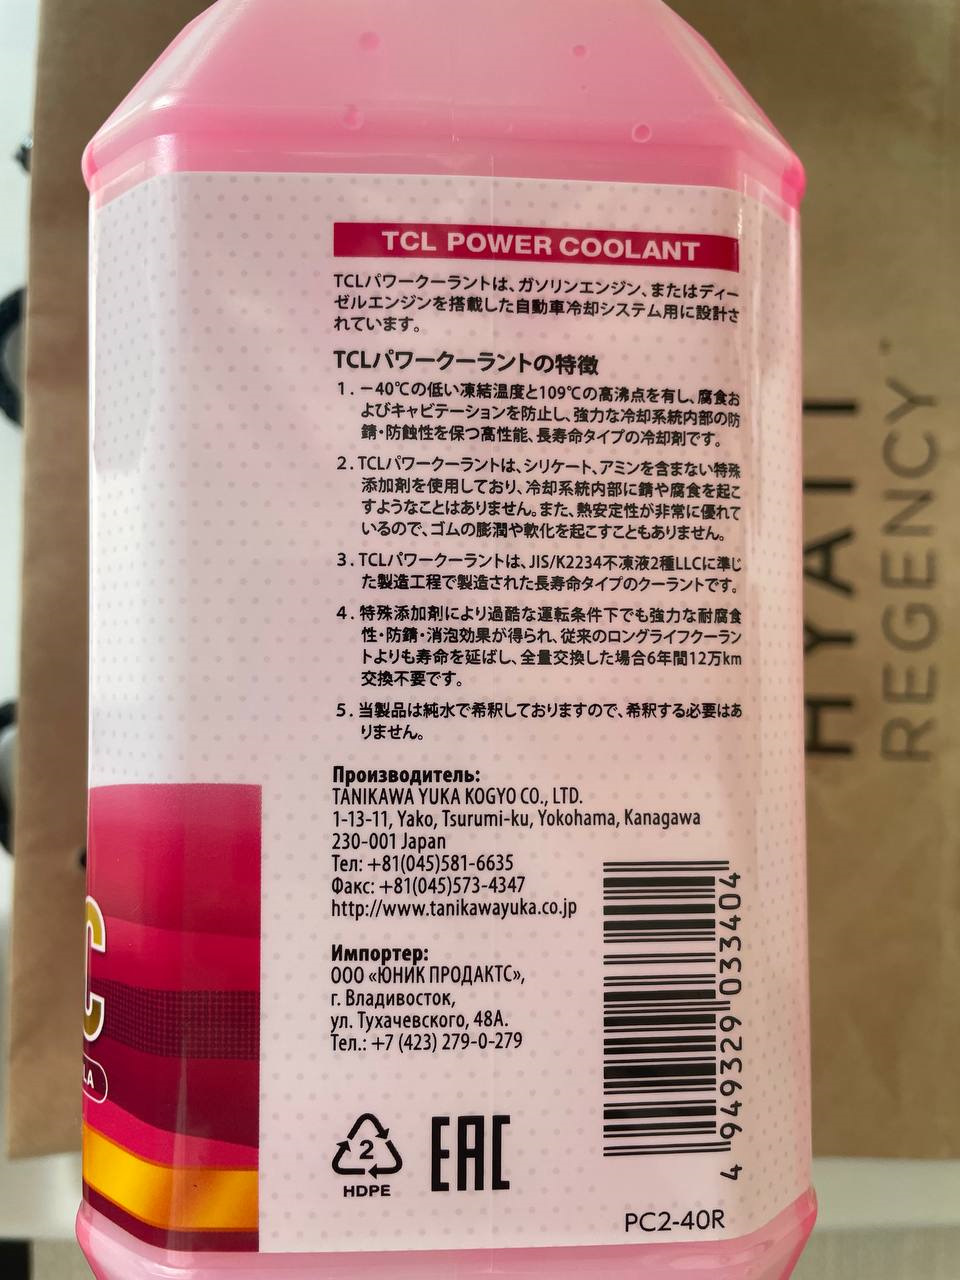 TCL POWER COOLANT
TCLパワークーラントは、ガソリンエンジン、またはディー
ゼルエンジンを搭載した自動車冷却システム用に設計さ
れています。
TCLパワークーラントの特徴
1. －40℃の低い凍結温度と109℃の高沸点を有し、腐食お
よびキャビテーションを防止し、強力な冷却系統内部の防
錆・防蝕性を保つ高性能、長寿命タイプの冷却剤です。
2. TCLパワークーラントは、シリケート、アミンを含まない特殊
添加剤を使用しており、冷却系統内部に錆や腐食を起こ
すようなことはありません。また、熱安定性が非常に優れて
いるので、ゴムの膨潤や軟化を起こすこともありません。
3. TCLパワークーラントは、JIS/K2234不凍液2種LLCに準じ
た製造工程で製造された長寿命タイプのクーラントです。
4. 特殊添加剤により過酷な運転条件下でも強力な耐腐食
性・防錆・消泡効果が得られ、従来のロングライフクーラン
トよりも寿命を延ばし、全量交換した場合6年間12万km
交換不要です。
5. 当製品は純水で希釈しておりますので、希釈する必要はあ
りません。
Производитель:
TANIKAWA YUKA KOGYO CO., LTD.
1-13-11, Yako, Tsurumi-ku, Yokohama, Kanagawa
230-001 Japan
Тел: +81(045)581-6635
Факс: +81(045)573-4347
http://www.tanikawayuka.co.jp
Импортер:
ООО «ЮНИК ПРОДАКТС»,
г. Владивосток,
ул. Тухачевского, 48А.
Тел.: +7 (423) 279-0-279
4 949329 033404
2
HDPE
EAC
PC2-40R
C
LA
HYATT
REGENCY